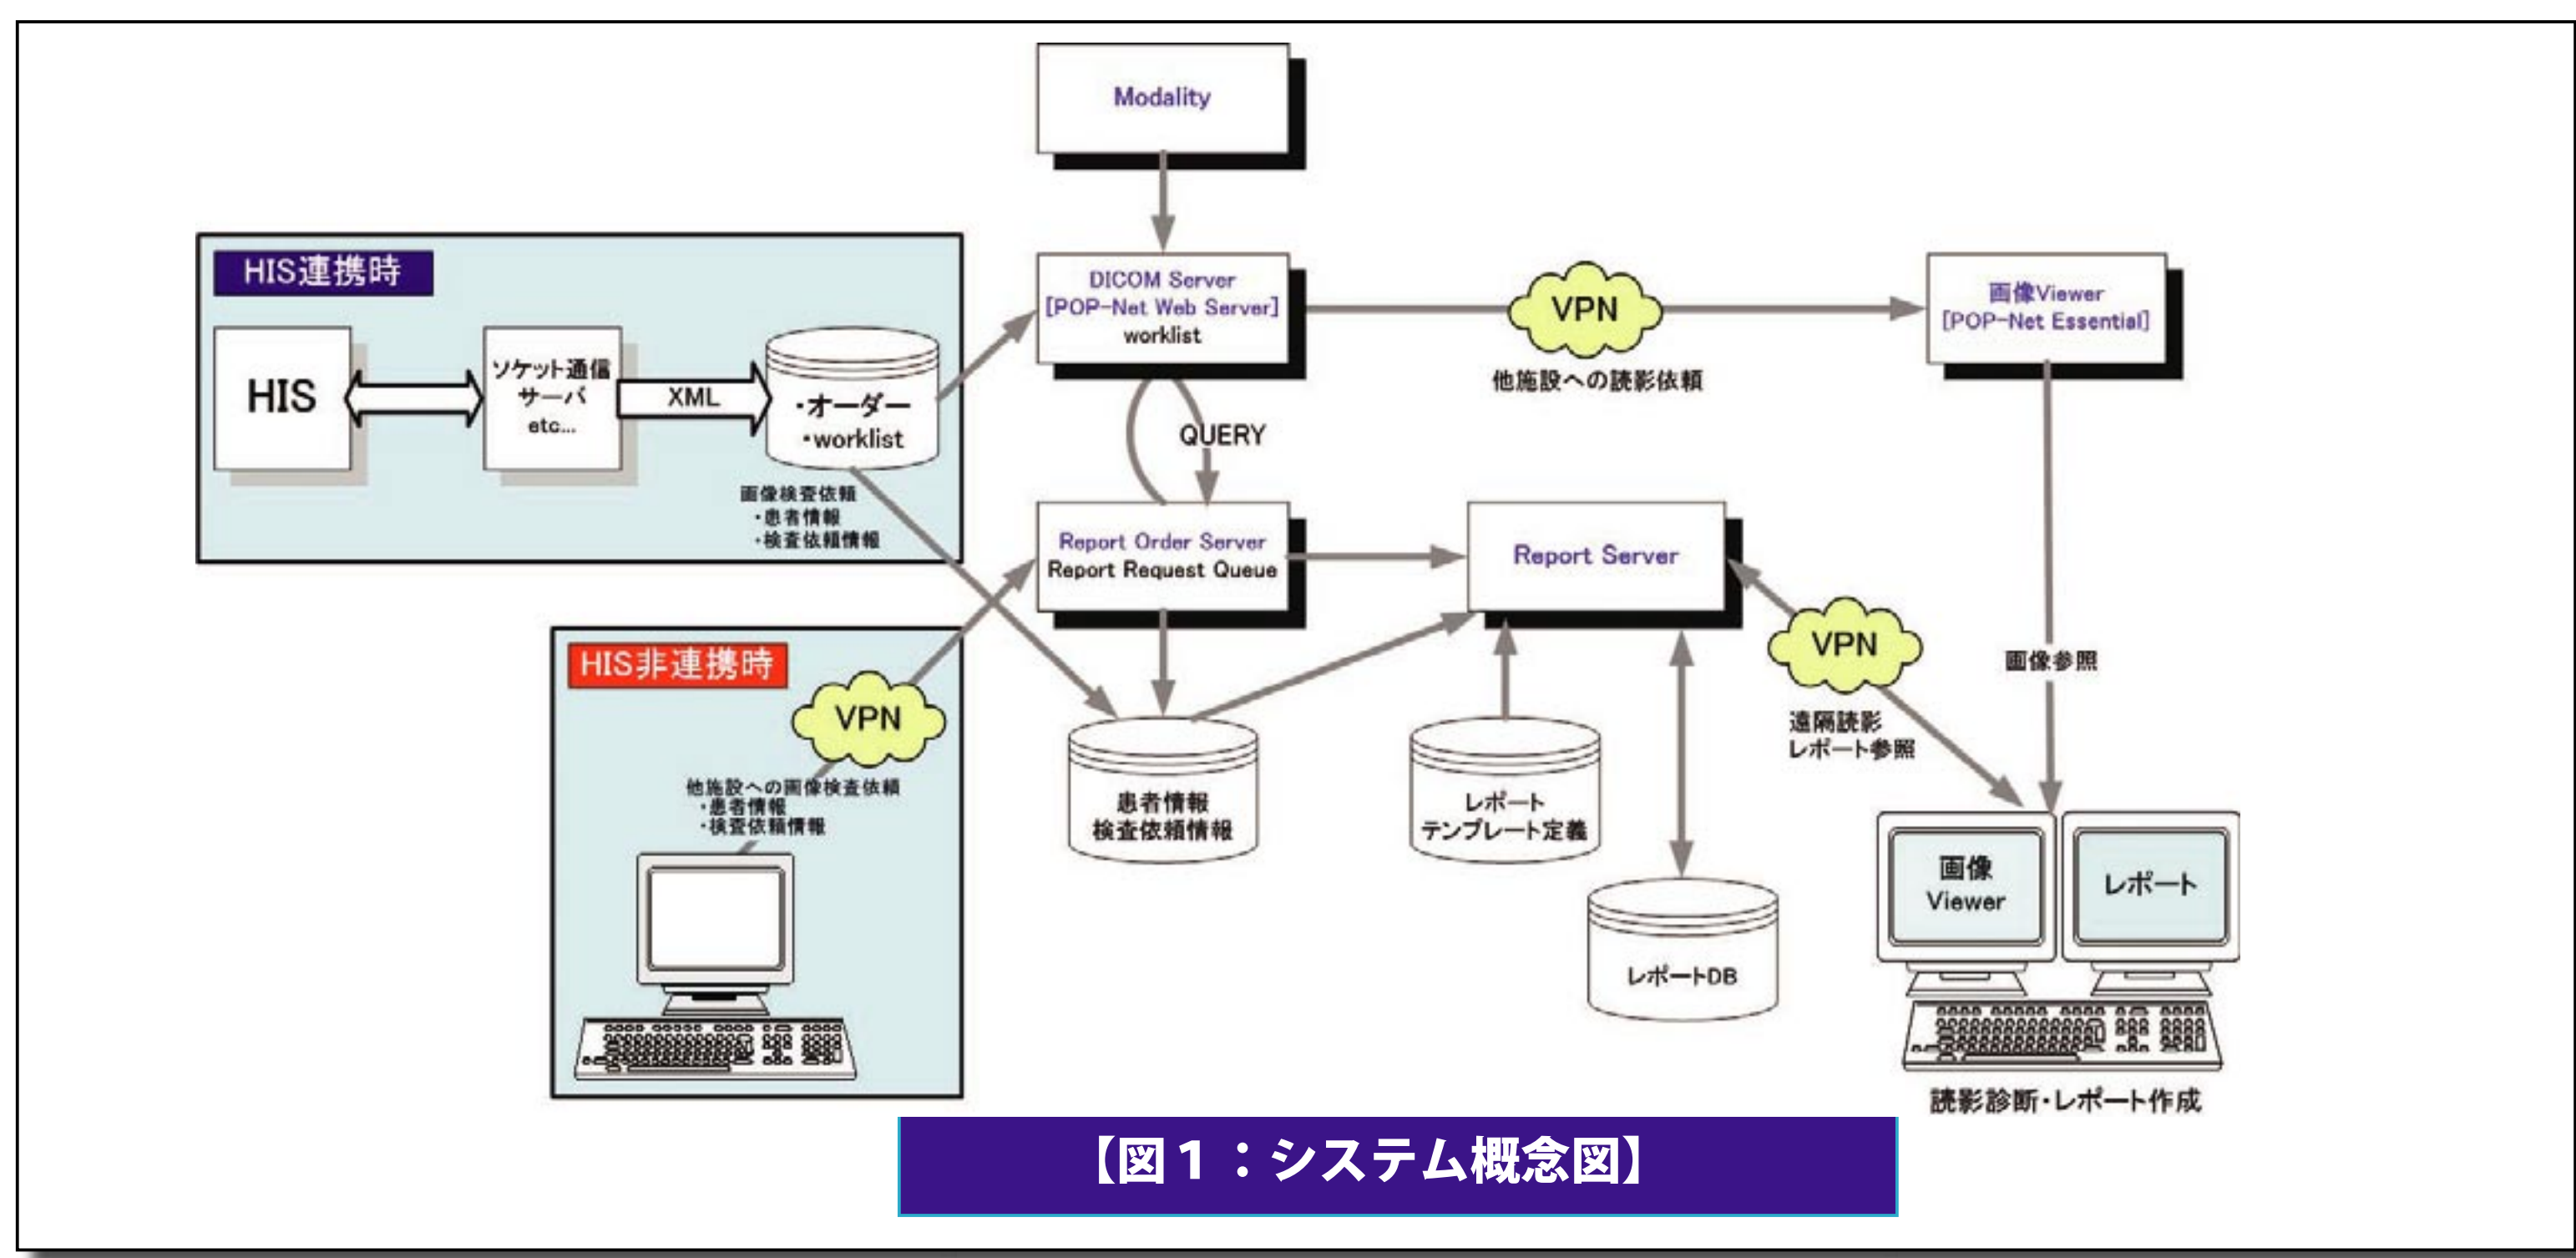 Modality
HIS連携時
HIS
ソケット通信
サーバ
etc...
XML
・オーダー
・worklist
画像検査依頼
・患者情報
・検査依頼情報
DICOM Server
[POP-Net Web Server]
worklist
VPN
他施設への読影依頼
画像Viewer
[POP-Net Essential]
QUERY
Report Order Server
Report Request Queue
Report Server
HIS非連携時
VPN
他施設への画像検査依頼
・患者情報
・検査依頼情報
患者情報
検査依頼情報
レポート
テンプレート定義
レポートDB
VPN
遠隔読影
レポート参照
画像参照
画像
Viewer
レポート
読影診断・レポート作成
【図１：システム概念図】